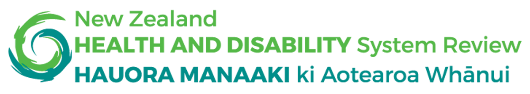 New Zealand
HEALTH AND DISABILITY System Review
HAUORA MANAAKI ki Aotearoa Whānui